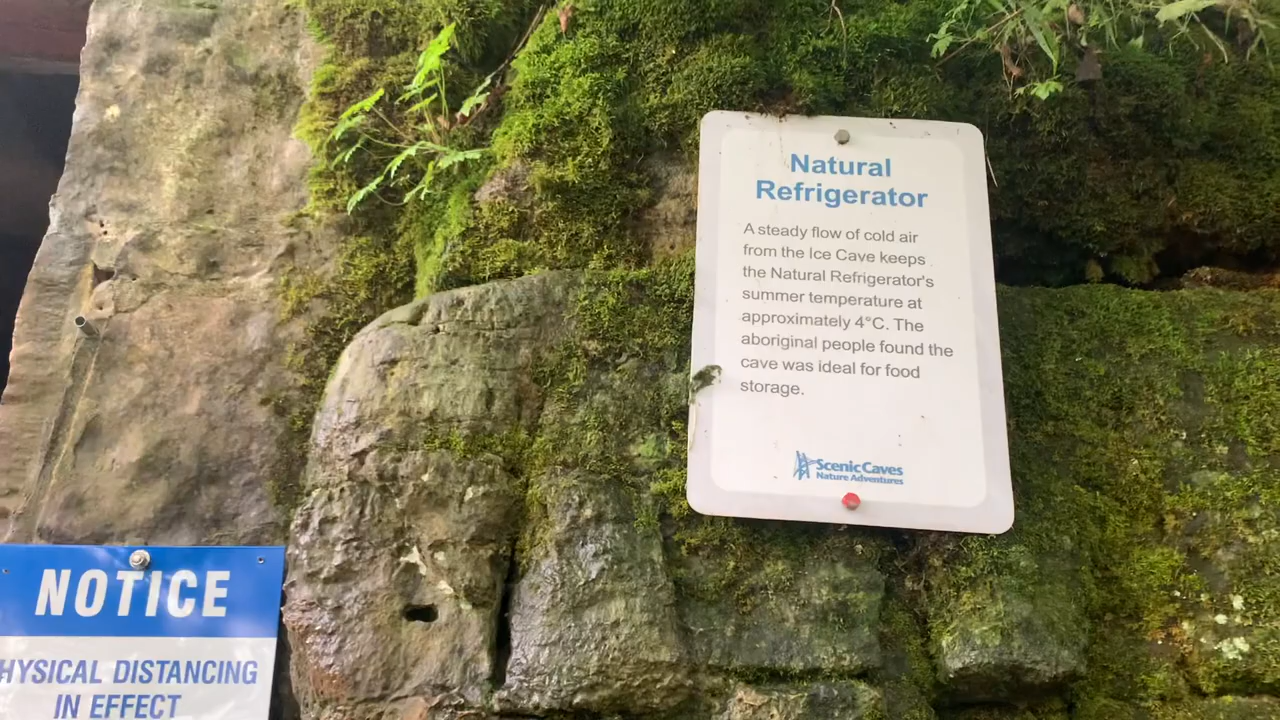 Natural
Refrigerator
A steady flow of cold air
from the Ice Cave keeps
the Natural Refrigerator's
summer temperature at
approximately 4°C. The
aboriginal people found the
cave was ideal for food
storage.
Scenic Caves
Nature Adventures
NOTICE
HYSICAL DISTANCING
IN EFFECT